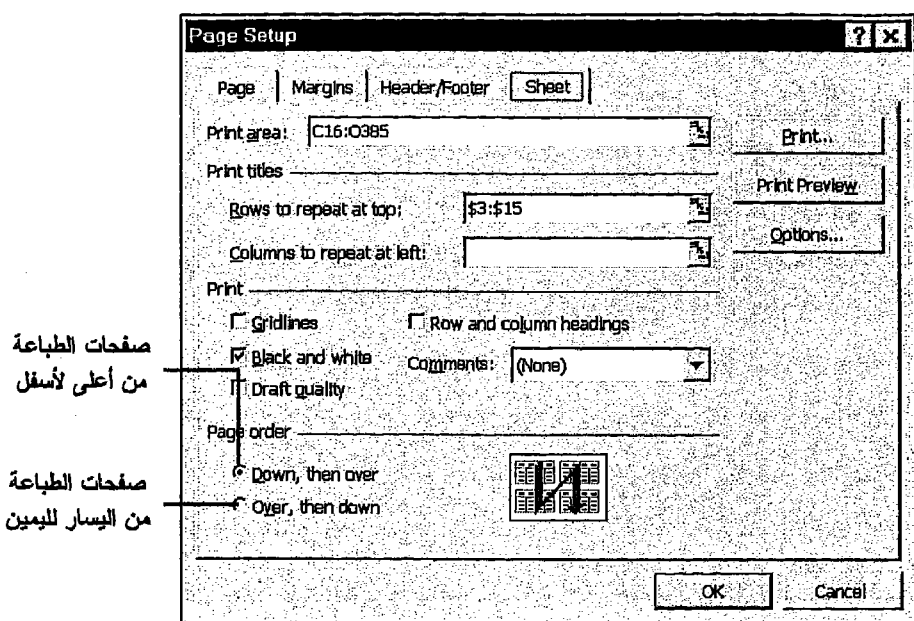 Page Setup
Page Margins Header/Footer Sheet
Print area: C16:O385
Print...
Print titles
Print Preview
Rows to repeat at top: $3:$15
Options...
Columns to repeat at left:
Print
Gridlines Row and column headings
Black and white Comments: (None)
Draft quality
صفحات الطباعة
من أعلى لأسفل
Page order
Down, then over
Over, then down
صفحات الطباعة
من اليسار لليمين
OK Cancel